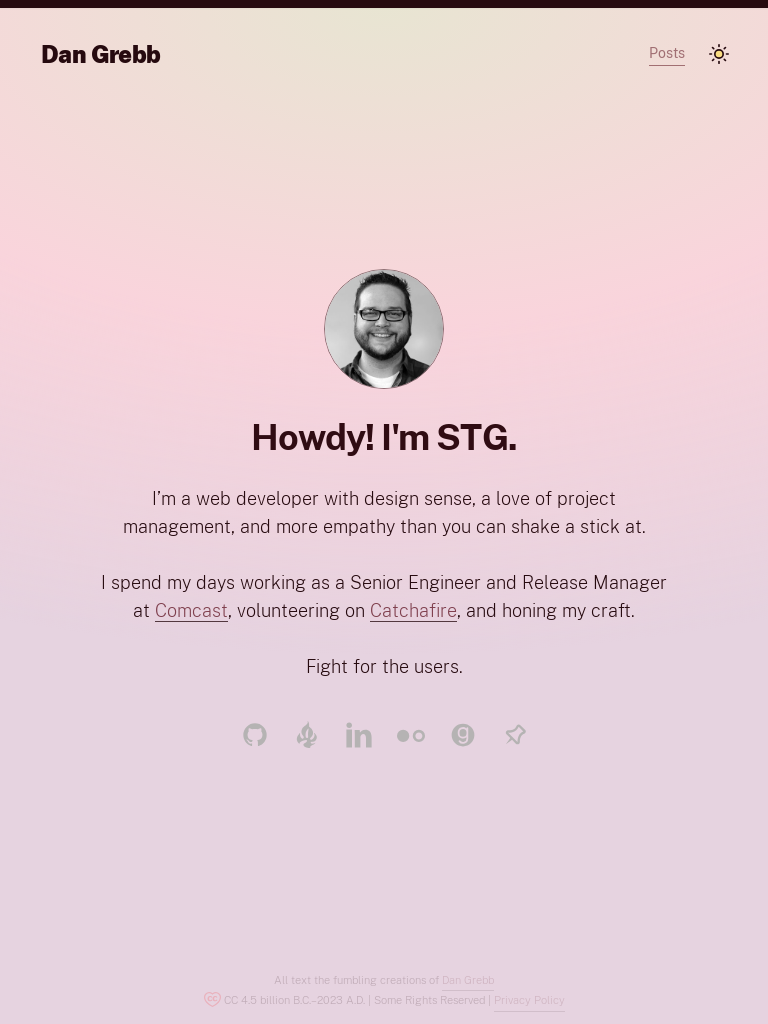 Dan Grebb
Posts
Howdy! I'm STG.
I’m a web developer with design sense, a love of project
management, and more empathy than you can shake a stick at.
I spend my days working as a Senior Engineer and Release Manager
at Comcast, volunteering on Catchafire, and honing my craft.
Fight for the users.
in
g
All text the fumbling creations of Dan Grebb
CC CC 4.5 billion B.C.–2023 A.D. | Some Rights Reserved | Privacy Policy